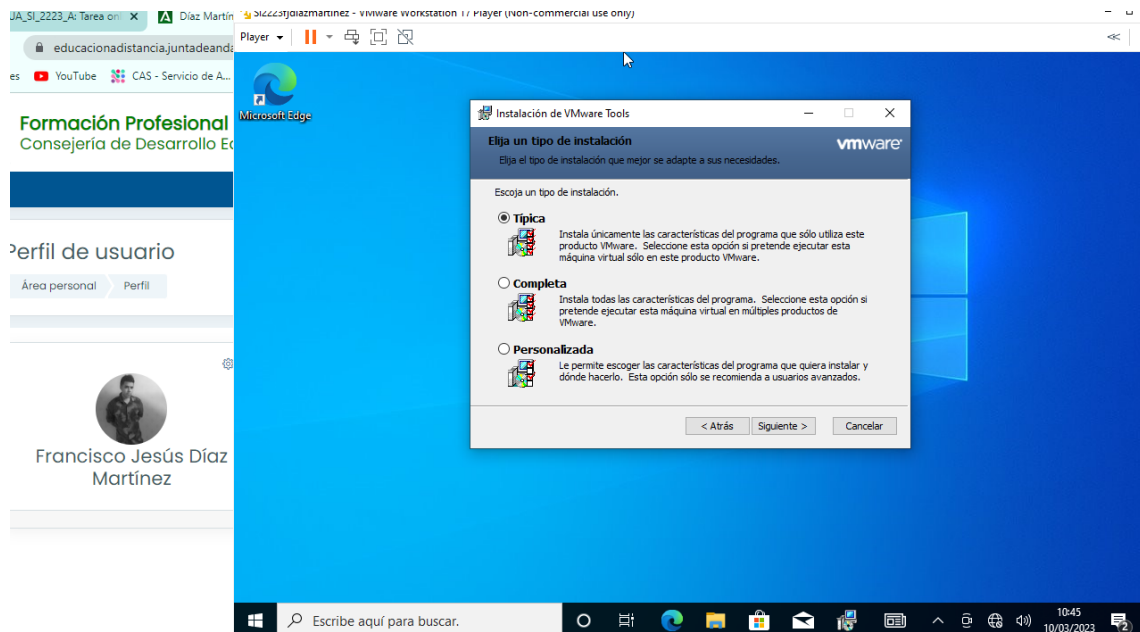 JA_SI_2223_A: Tarea onl
Díaz Martín
SI2223fjdiazmartinez - VMware Workstation 17 Player (Non-commercial use only)
educacionadistancia.juntadeanda
Player
es YouTube CAS - Servicio de A...
Microsoft Edge
Formación Profesional
Consejería de Desarrollo Ec
Perfil de usuario
Área personal Perfil
Francisco Jesús Díaz
Martínez
Instalación de VMware Tools
Elija un tipo de instalación
vmware
Elija el tipo de instalación que mejor se adapte a sus necesidades.
Escoja un tipo de instalación.
Típica
Instala únicamente las características del programa que sólo utiliza este
producto VMware. Seleccione esta opción si pretende ejecutar esta
máquina virtual sólo en este producto VMware.
Completa
Instala todas las características del programa. Seleccione esta opción si
pretende ejecutar esta máquina virtual en múltiples productos de
VMware.
Personalizada
Le permite escoger las características del programa que quiera instalar y
dónde hacerlo. Esta opción sólo se recomienda a usuarios avanzados.
< Atrás Siguiente > Cancelar
Escribe aquí para buscar.
10:45
10/03/2023
2